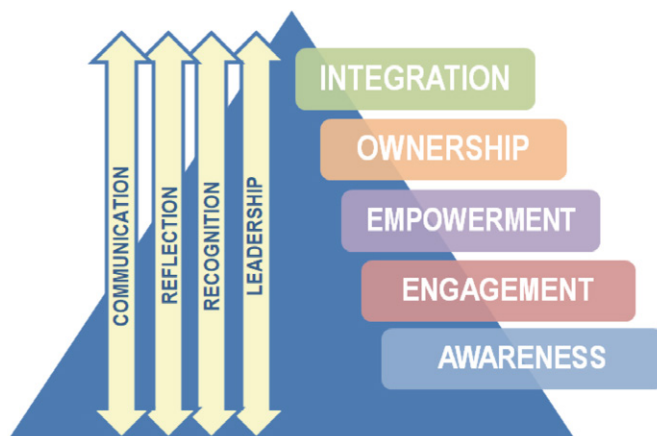 COMMUNICATION
REFLECTION
RECOGNITION
LEADERSHIP
INTEGRATION
OWNERSHIP
EMPOWERMENT
ENGAGEMENT
AWARENESS